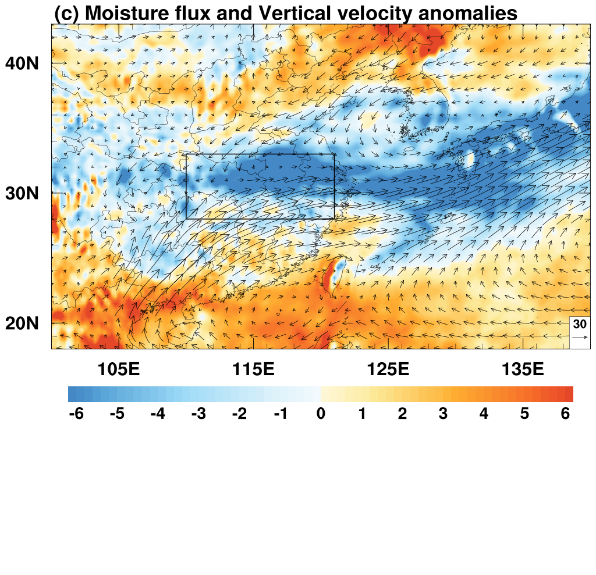 (c) Moisture flux and Vertical velocity anomalies
40N
30N
20N
30
105E 115E 125E 135E
-6 -5 -4 -3 -2 -1 0 1 2 3 4 5 6